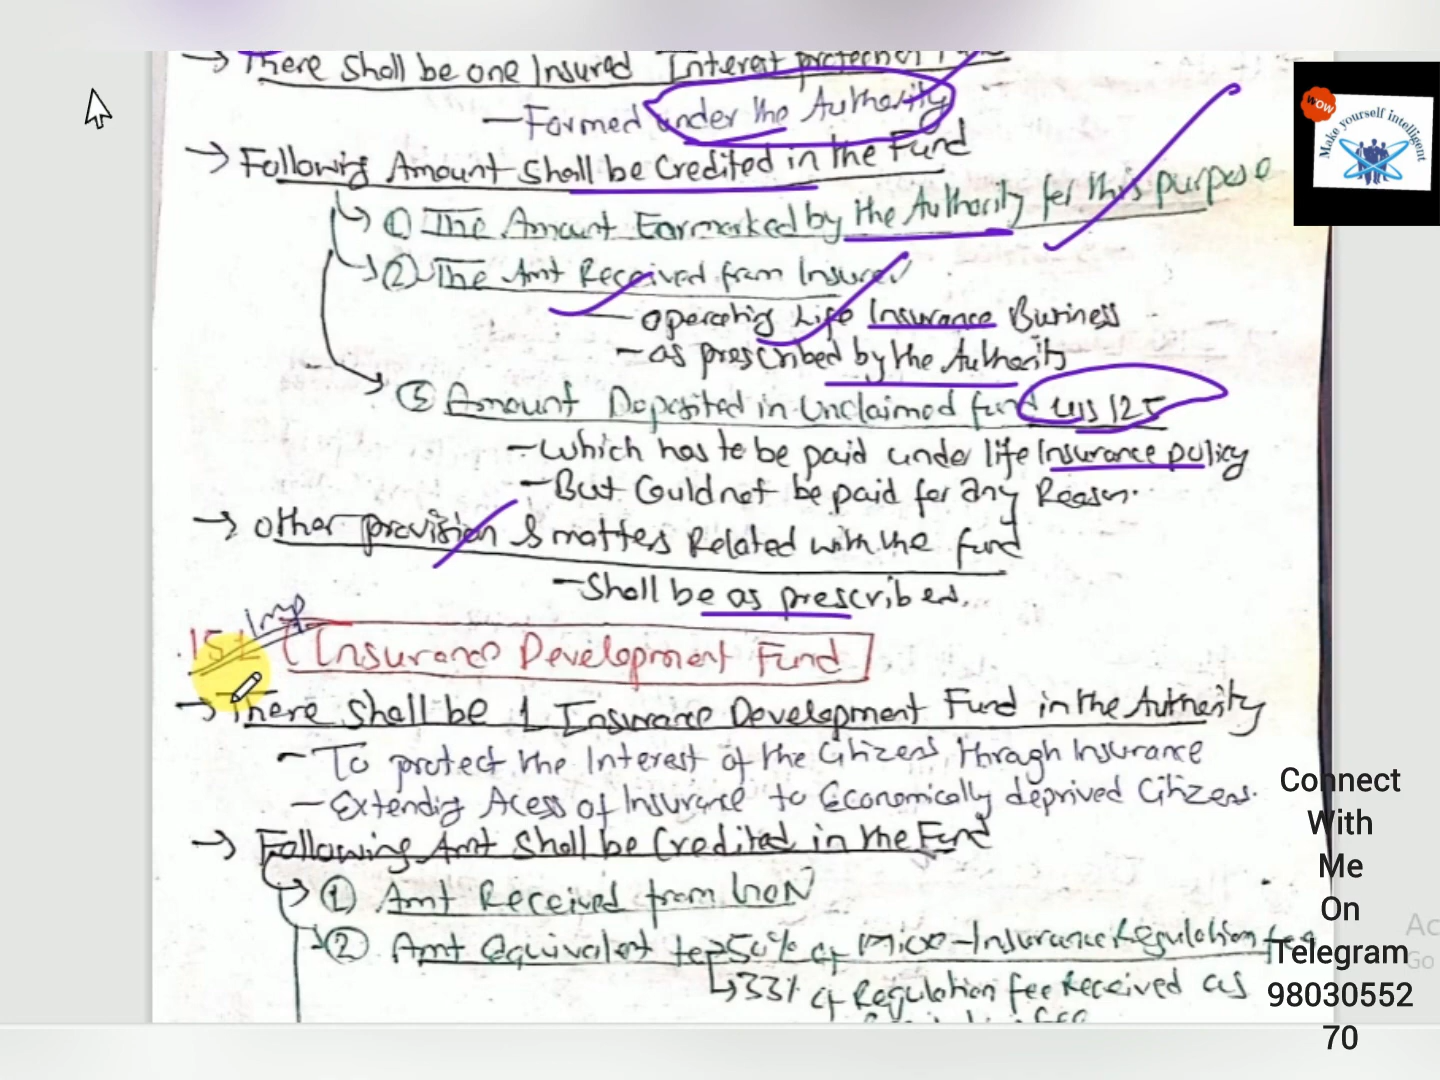 → There Shall be one Insured Interest protection
— Formed under the Authority
→ Following Amount Shall be Credited in the Fund
① The Amount Earmarked by the Authority for this purpose
② The Amt Received from Insurer
— operating Life Insurance Business
— as prescribed by the Authority
③ Amount Deposited in Unclaimed fund u/s 125
— Which has to be paid under life Insurance policy
— But Could not be paid for any Reason.
→ other provision & matters Related with the fund
— Shall be as prescribed.
Imp
151 Insurance Development Fund
→ There Shall be 1 Insurance Development Fund in the Authority
— To protect the Interest of the Citizens through Insurance
— Extending Acess of Insurance to Economically deprived Citizens.
→ Following Amt Shall be Credited in the Fund
① Amt Received from GoN
② Amt equivalent to → 50% of Micro-Insurance Regulation fee
↳ 33% of Regulation fee Received as
WOW
Make yourself intelligent
Connect
With
Me
On
Telegram
98030552
70
Ac
Go